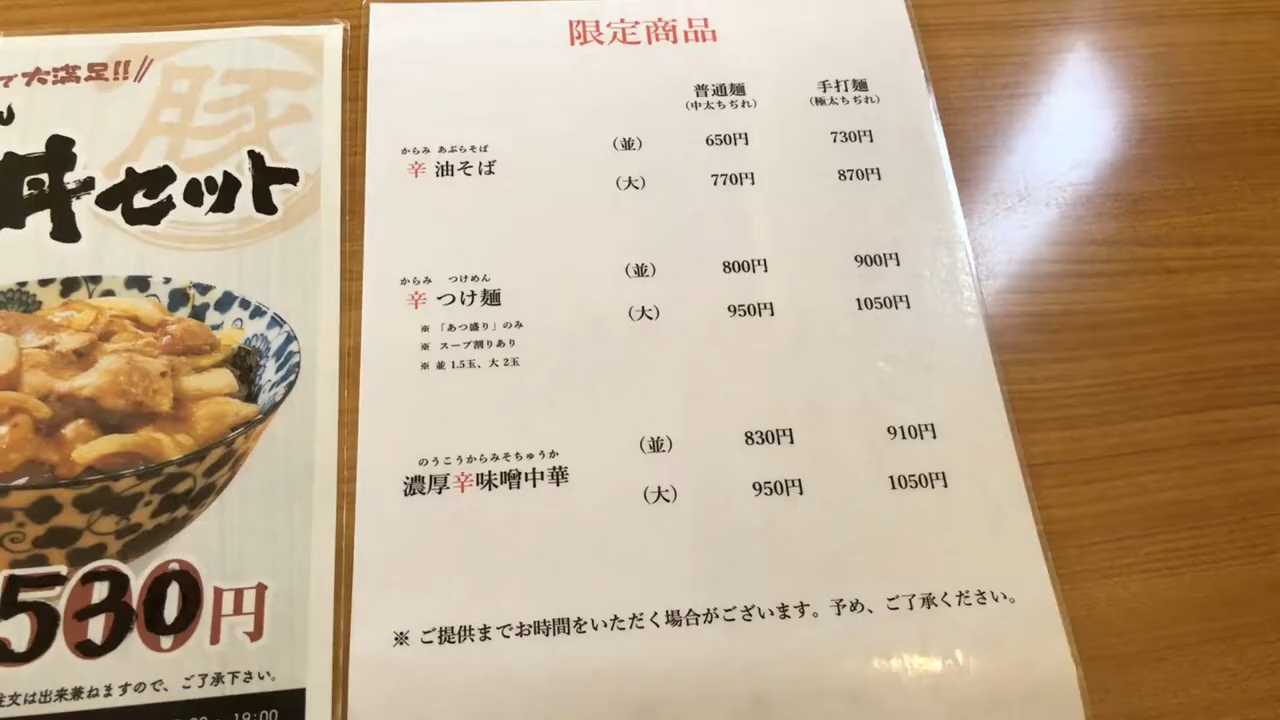 で大満足!!
豚
丼セット
530円
注文は出来兼ねますので、ご了承下さい。
19:00
限定商品
普通麺 手打麺
(中太ちぢれ) (極太ちぢれ)
からみ あぶらそば
辛 油そば (並) 650円 730円
(大) 770円 870円
からみ つけめん
辛 つけ麺 (並) 800円 900円
(大) 950円 1050円
※「あつ盛り」のみ
※ スープ割りあり
※ 並 1.5玉、大 2玉
のうこうからみそちゅうか
濃厚辛味噌中華 (並) 830円 910円
(大) 950円 1050円
※ ご提供までお時間をいただく場合がございます。予め、ご了承ください。